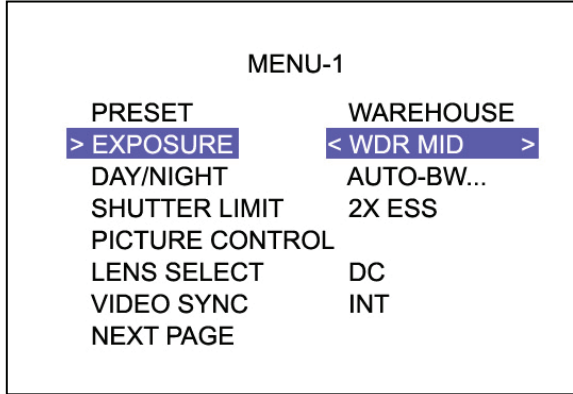 MENU-1
PRESET WAREHOUSE
> EXPOSURE < WDR MID >
DAY/NIGHT AUTO-BW...
SHUTTER LIMIT 2X ESS
PICTURE CONTROL
LENS SELECT DC
VIDEO SYNC INT
NEXT PAGE